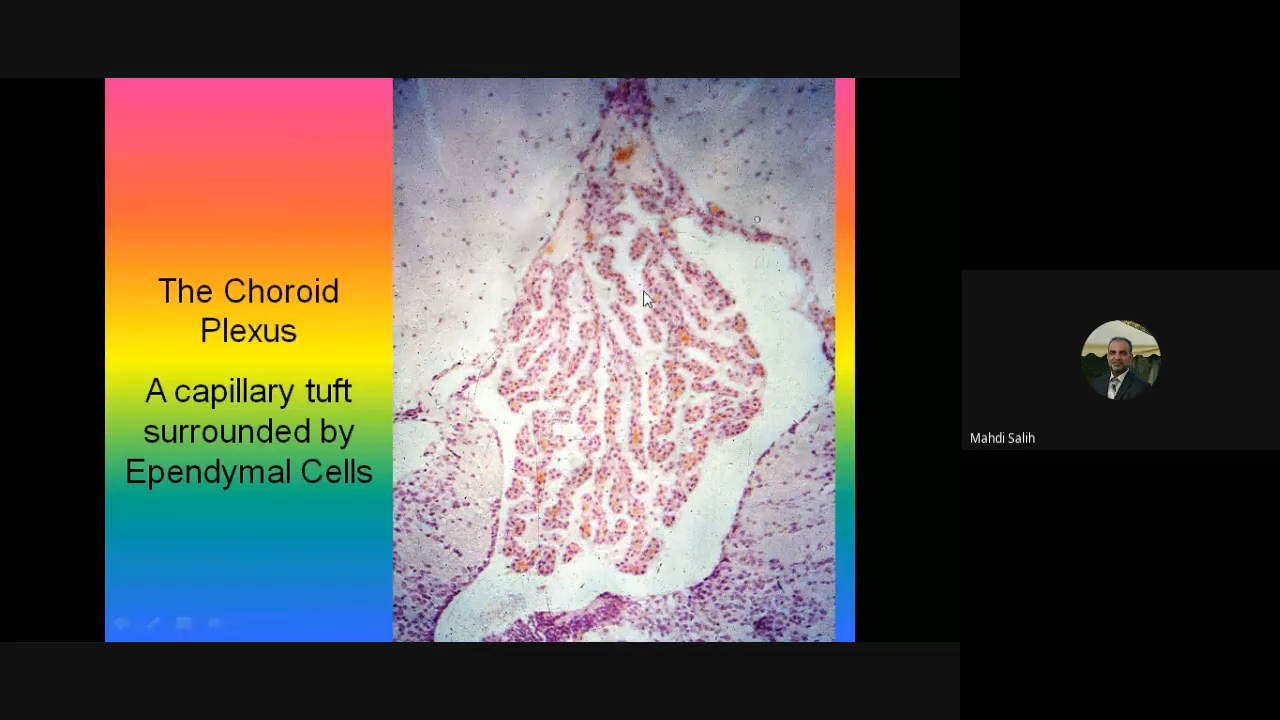 The Choroid
Plexus
A capillary tuft
surrounded by
Ependymal Cells
Mahdi Salih